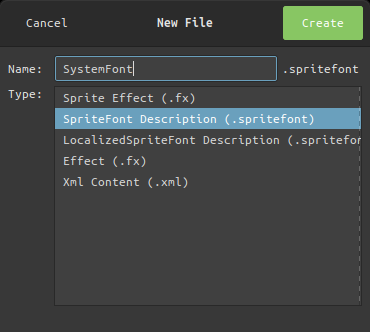 Cancel New File Create
Name: SystemFont .spritefont
Type:
Sprite Effect (.fx)
SpriteFont Description (.spritefont)
LocalizedSpriteFont Description (.spritefor
Effect (.fx)
Xml Content (.xml)